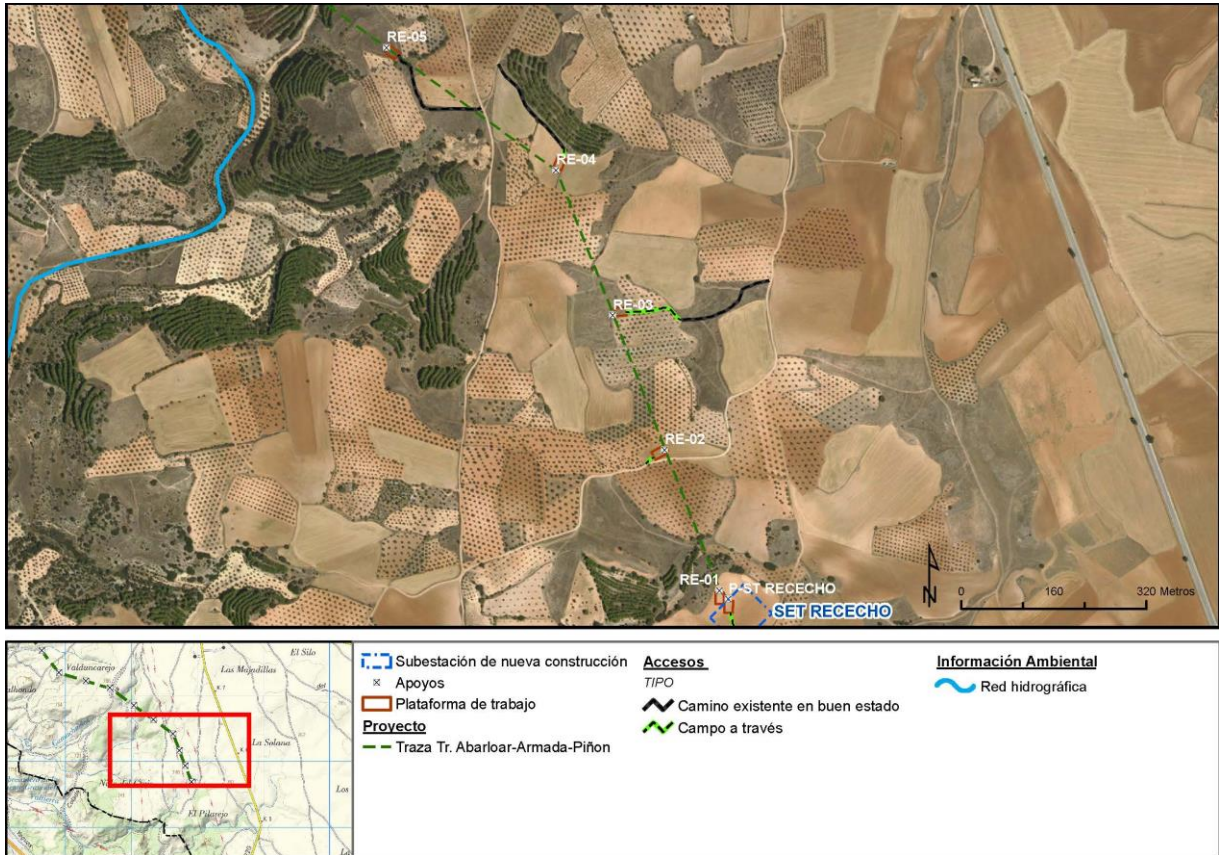 RE-05
RE-04
RE-03
RE-02
RE-01
P-ST RECECHO
SET RECECHO
0 160 320 Metros
Valdancarejo
Las Majadillas
El Silo
La Solana
Los
El Pilarejo
Subestación de nueva construcción
Apoyos
Plataforma de trabajo
Proyecto
Traza Tr. Abarloar-Armada-Piñon
Accesos
TIPO
Camino existente en buen estado
Campo a través
Información Ambiental
Red hidrográfica